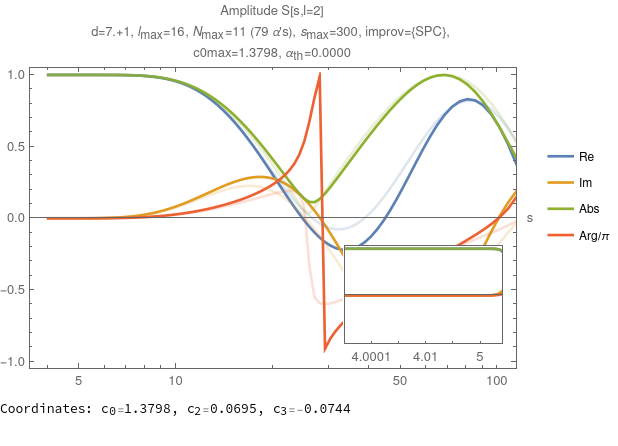 Amplitude S[s,l=2]
d=7.+1, lmax=16, Nmax=11 (79 α's), smax=300, improv={SPC},
c0max=1.3798, αth=0.0000
1.0
0.5
0.0
−0.5
−1.0
s
Re
Im
Abs
Arg/π
4.0001 4.01 5
5 10 50 100
Coordinates: c0=1.3798, c2=0.0695, c3=-0.0744